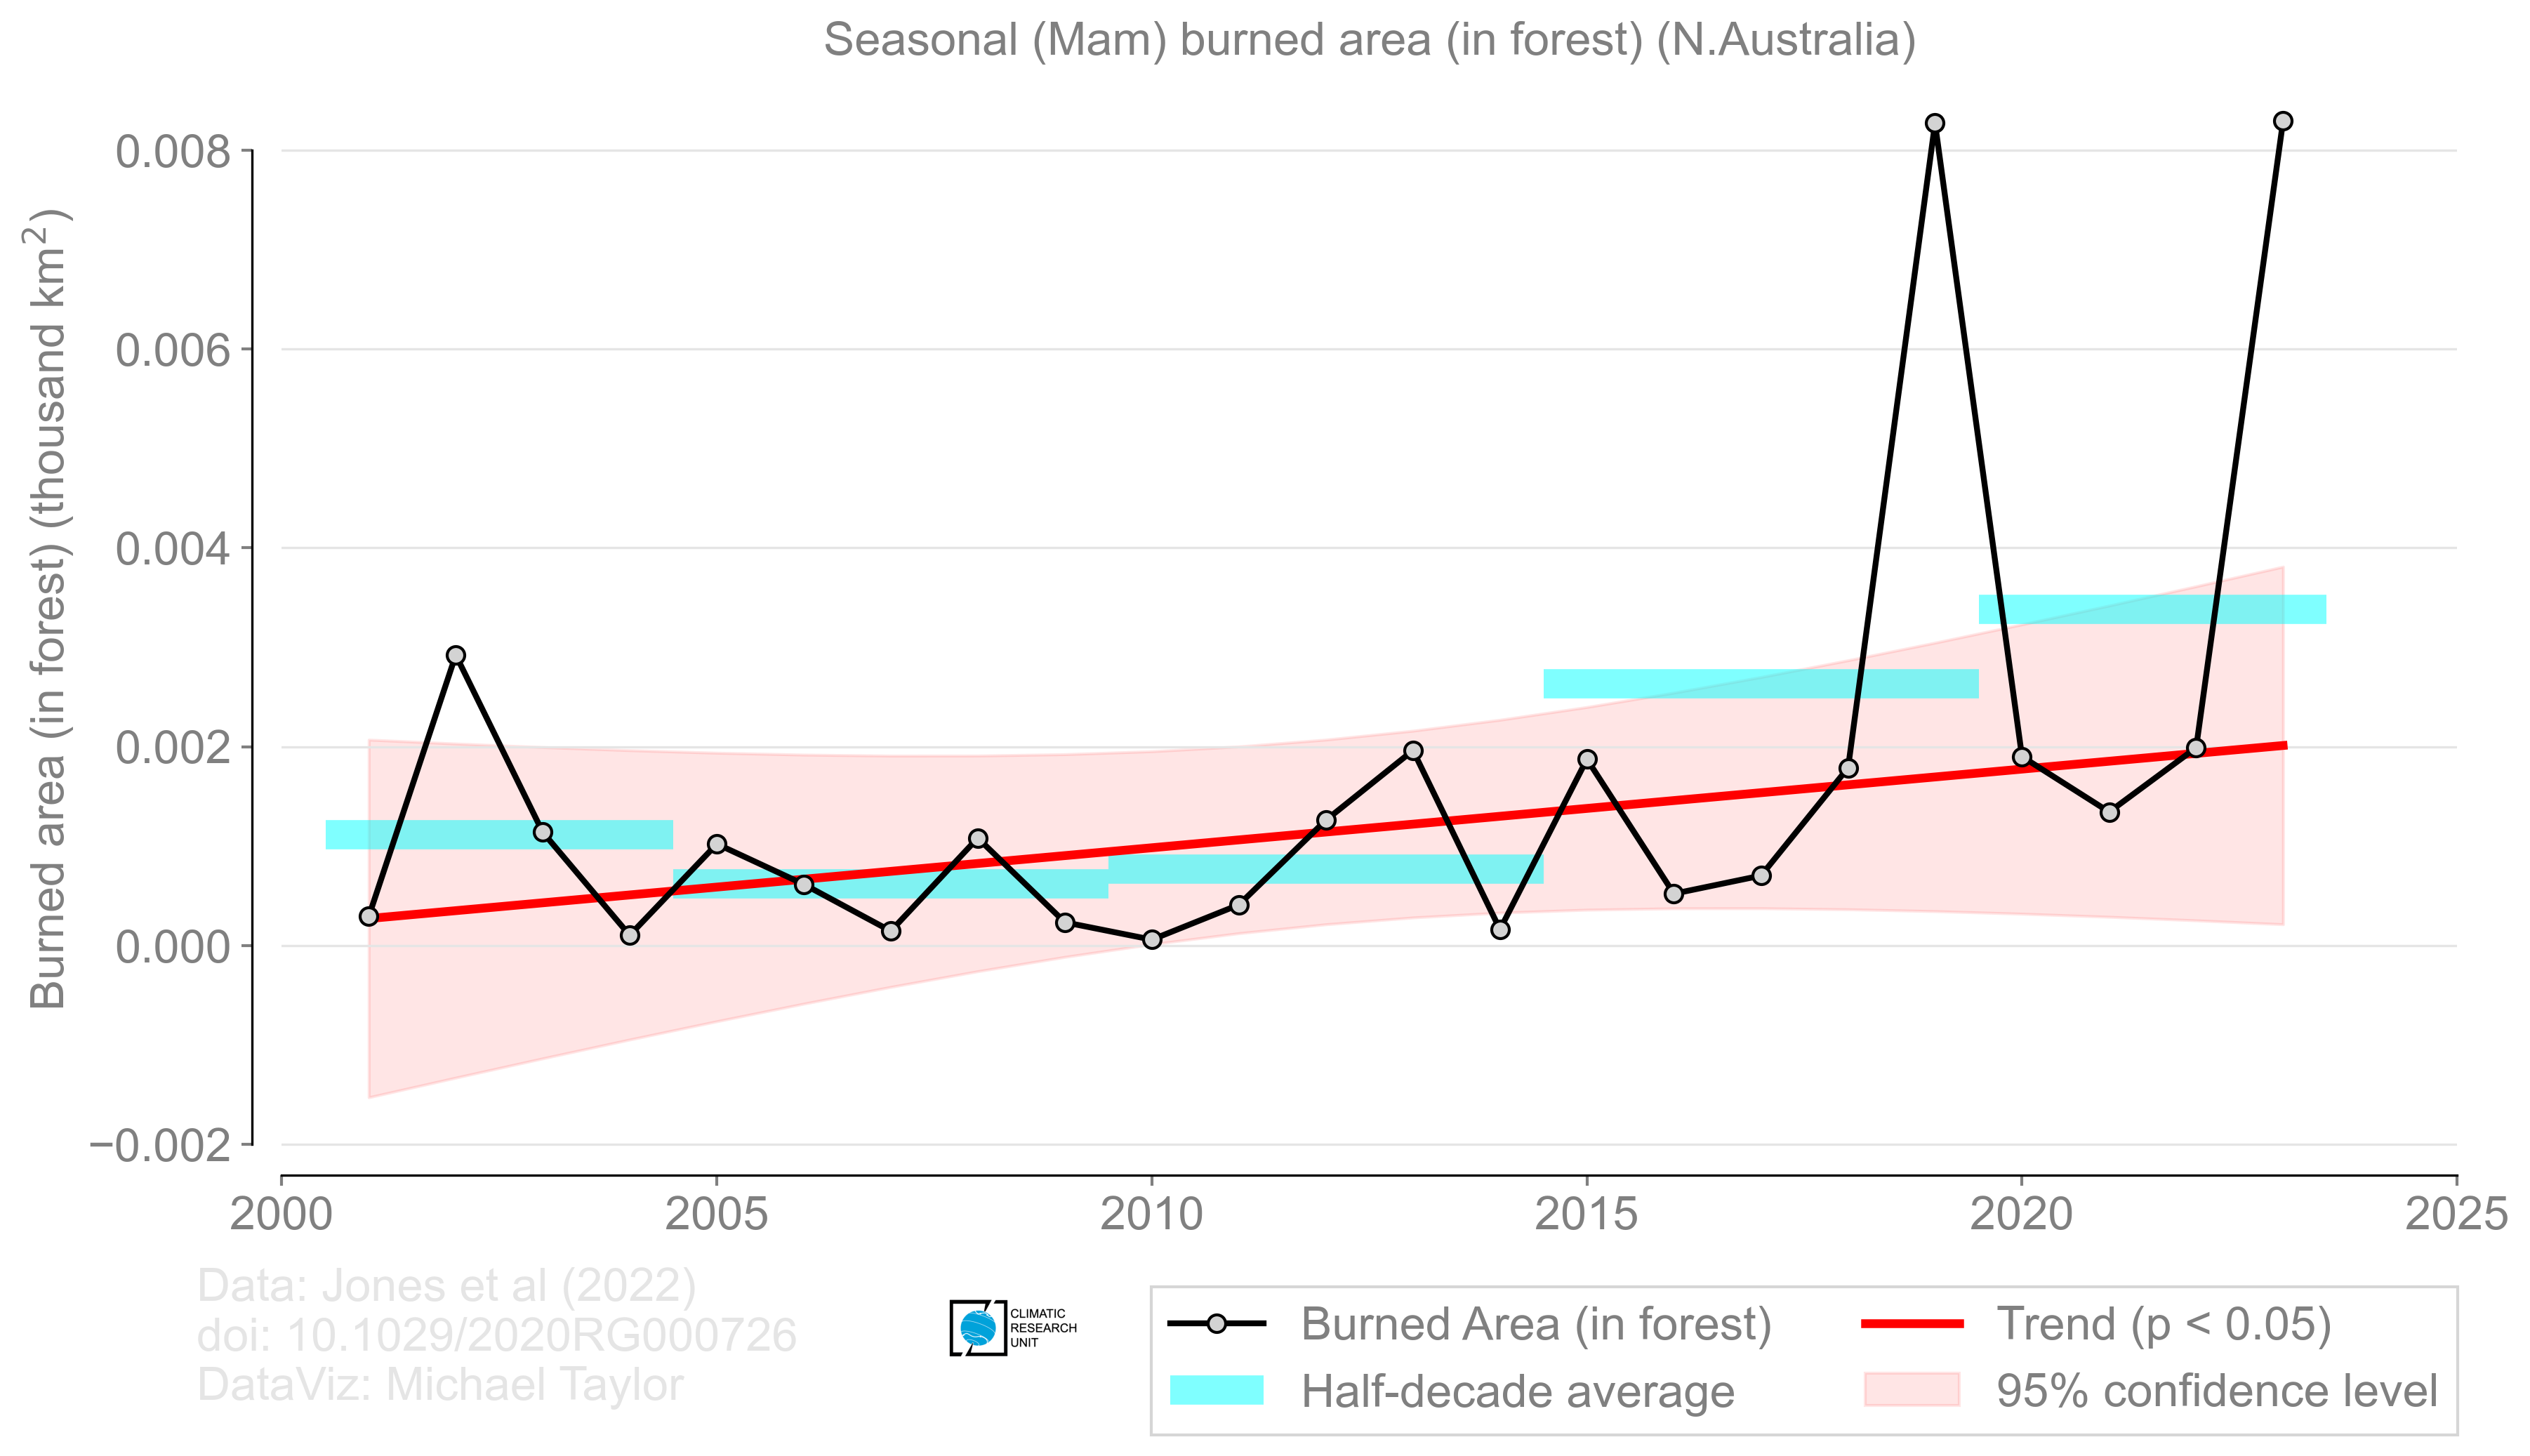 Seasonal (Mam) burned area (in forest) (N.Australia)
Burned area (in forest) (thousand km²)
0.008
0.006
0.004
0.002
0.000
−0.002
2000 2005 2010 2015 2020 2025
Data: Jones et al (2022)
doi: 10.1029/2020RG000726
DataViz: Michael Taylor
CLIMATIC
RESEARCH
UNIT
Burned Area (in forest)
Half-decade average
Trend (p < 0.05)
95% confidence level